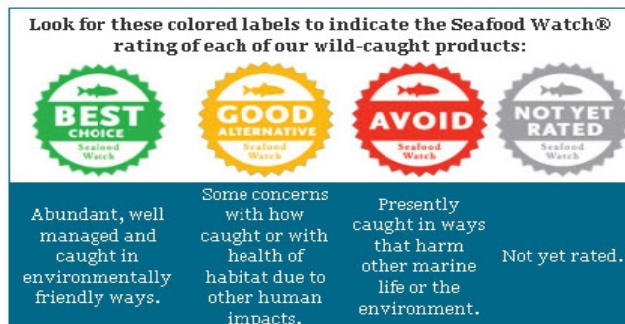 Look for these colored labels to indicate the Seafood Watch®
rating of each of our wild-caught products:
BEST
CHOICE
Seafood
Watch
GOOD
ALTERNATIVE
Seafood
Watch
AVOID
Seafood
Watch
NOT YET
RATED
Seafood
Watch
Abundant, well
managed and
caught in
environmentally
friendly ways.
Some concerns
with how
caught or with
health of
habitat due to
other human
impacts.
Presently
caught in ways
that harm
other marine
life or the
environment.
Not yet rated.